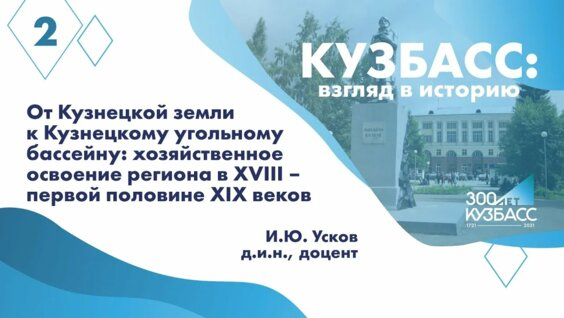 2
КУЗБАСС:
взгляд в историю
От Кузнецкой земли
к Кузнецкому угольному
бассейну: хозяйственное
освоение региона в XVIII –
первой половине XIX веков
И.Ю. Усков
д.и.н., доцент
300 ЛЕТ
КУЗБАСС
1721 2021